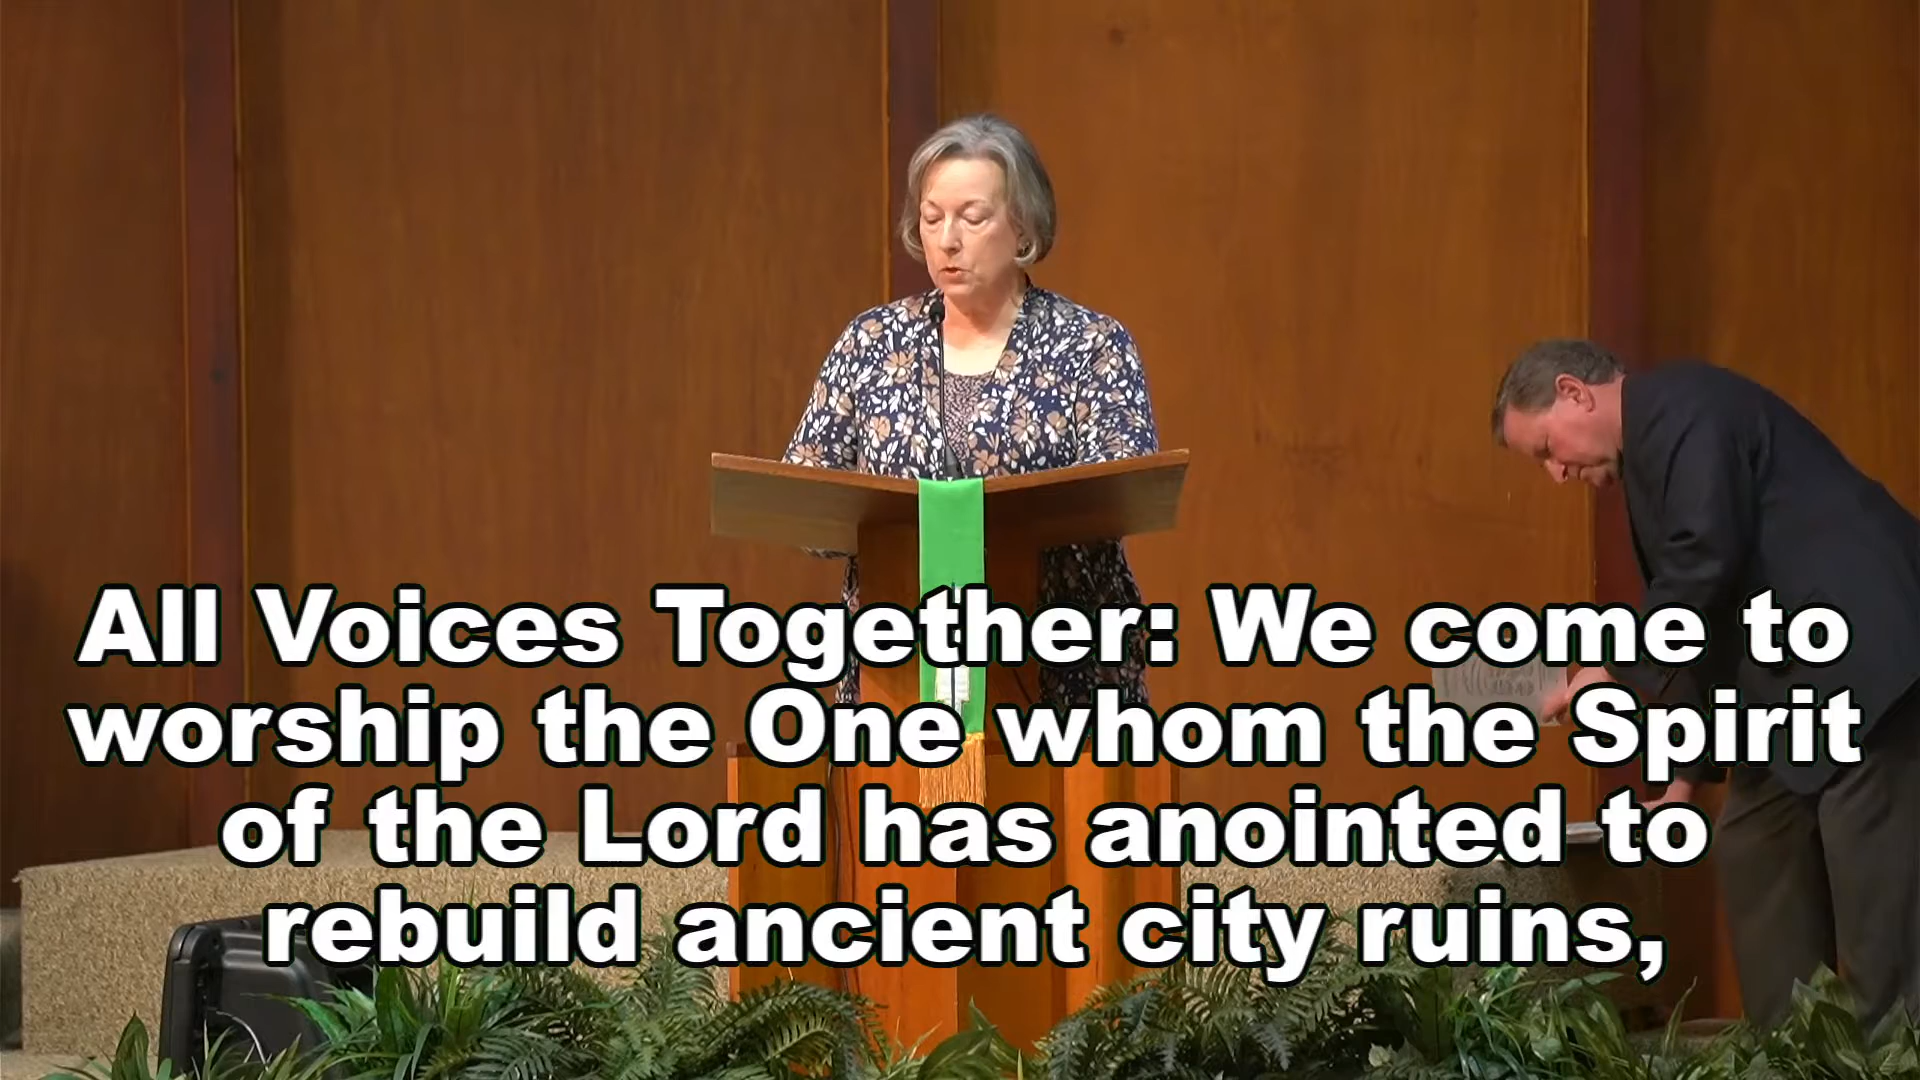 All Voices Together: We come to
worship the One whom the Spirit
of the Lord has anointed to
rebuild ancient city ruins,